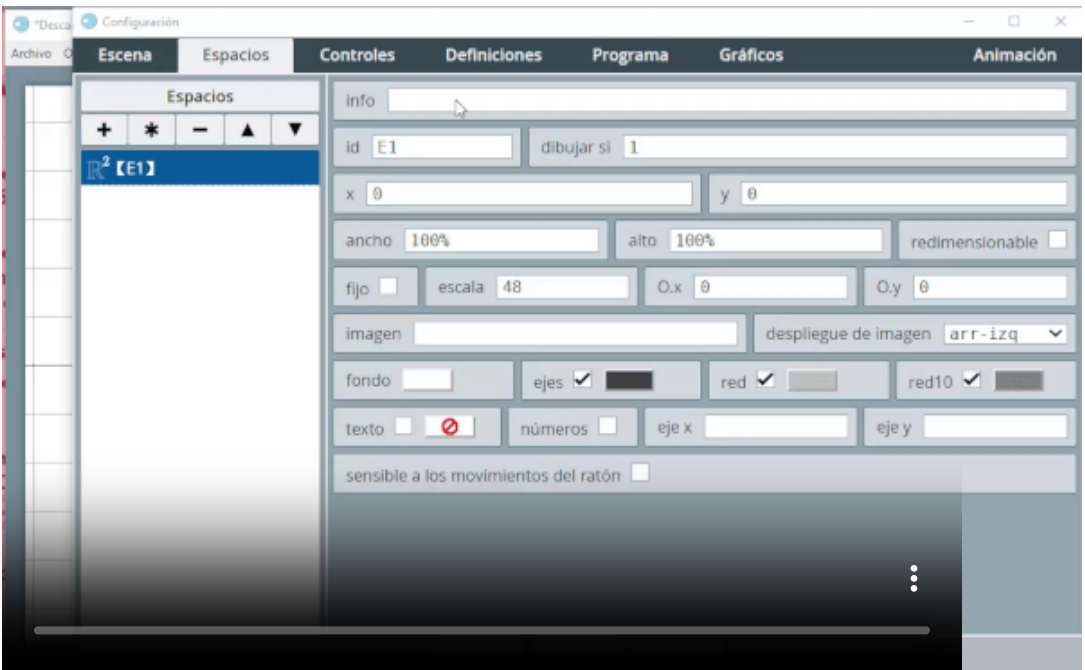 *Desca
Configuración
Archivo O
Escena Espacios Controles Definiciones Programa Gráficos Animación
Espacios
+ * − ▲ ▼
ℝ² 【E1】
info
id E1 dibujar si 1
x 0 y 0
ancho 100% alto 100% redimensionable
fijo escala 48 O.x 0 O.y 0
imagen despliegue de imagen arr-izq
fondo ejes red red10
texto números eje x eje y
sensible a los movimientos del ratón